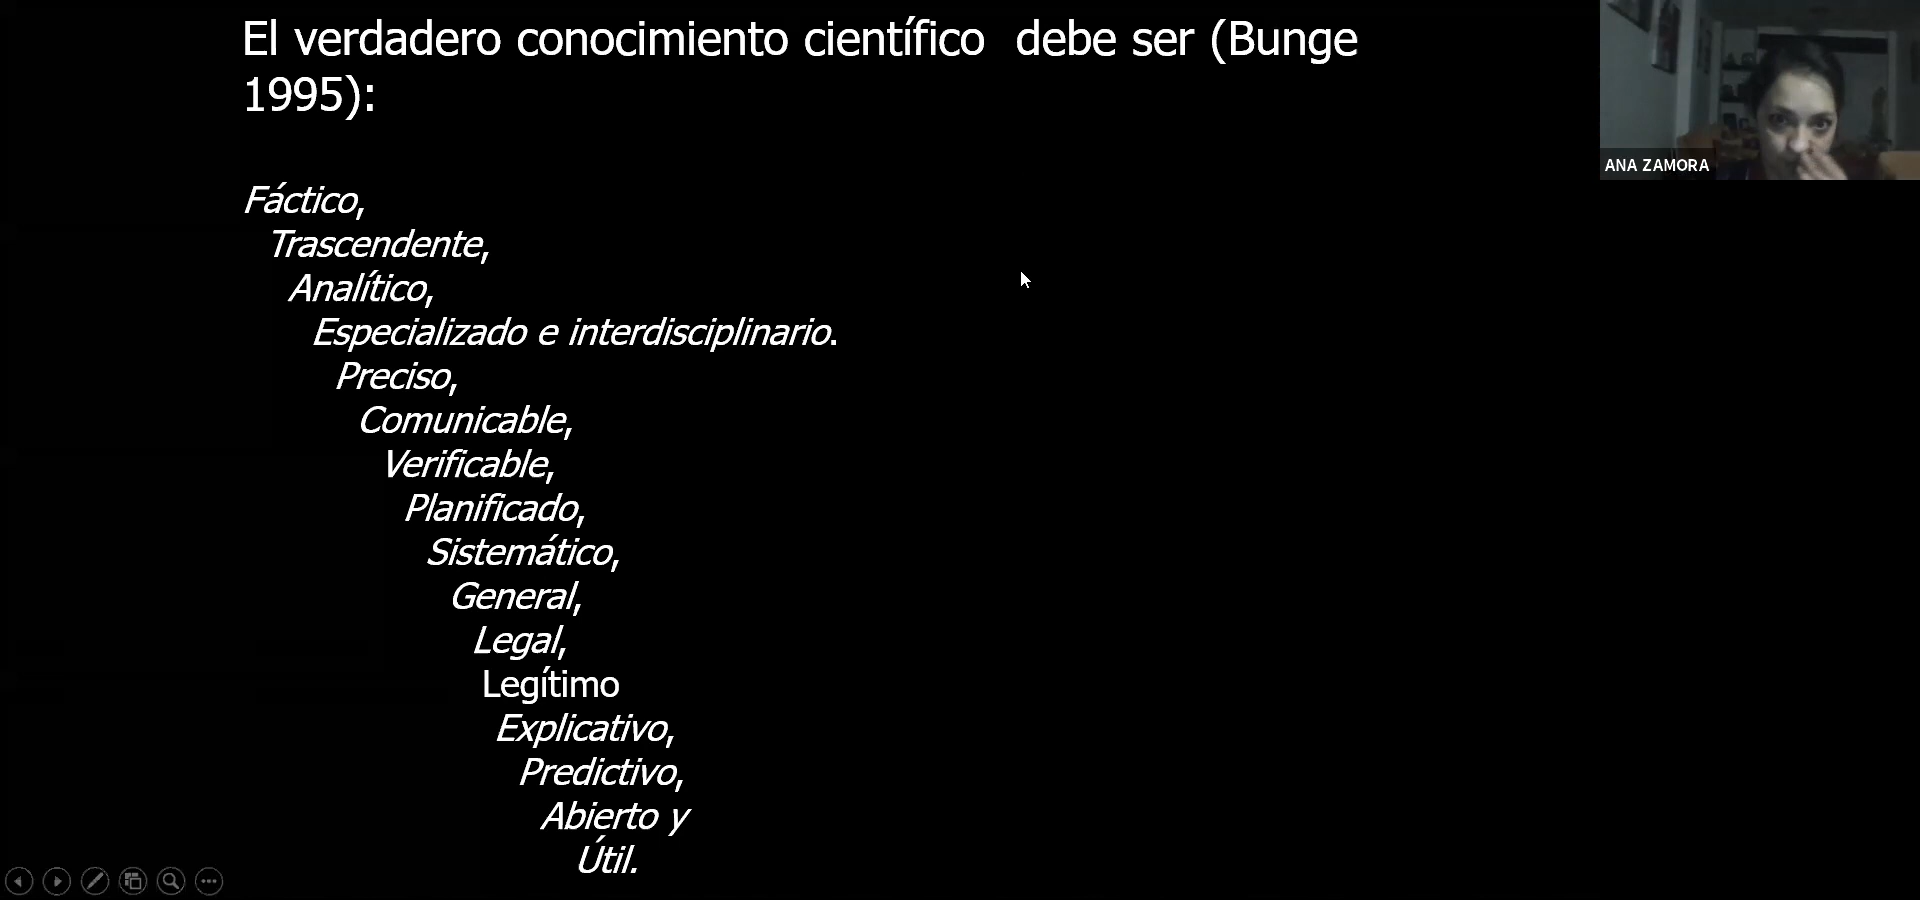 El verdadero conocimiento científico  debe ser (Bunge
1995):
ANA ZAMORA
Fáctico,
Trascendente,
Analítico,
Especializado e interdisciplinario.
Preciso,
Comunicable,
Verificable,
Planificado,
Sistemático,
General,
Legal,
Legítimo
Explicativo,
Predictivo,
Abierto y
Útil.